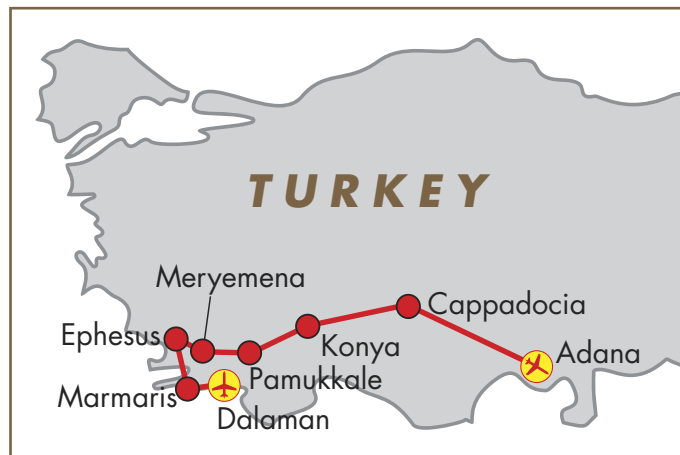 TURKEY
Meryemena
Cappadocia
Ephesus
Konya
Adana
Pamukkale
Marmaris
Dalaman